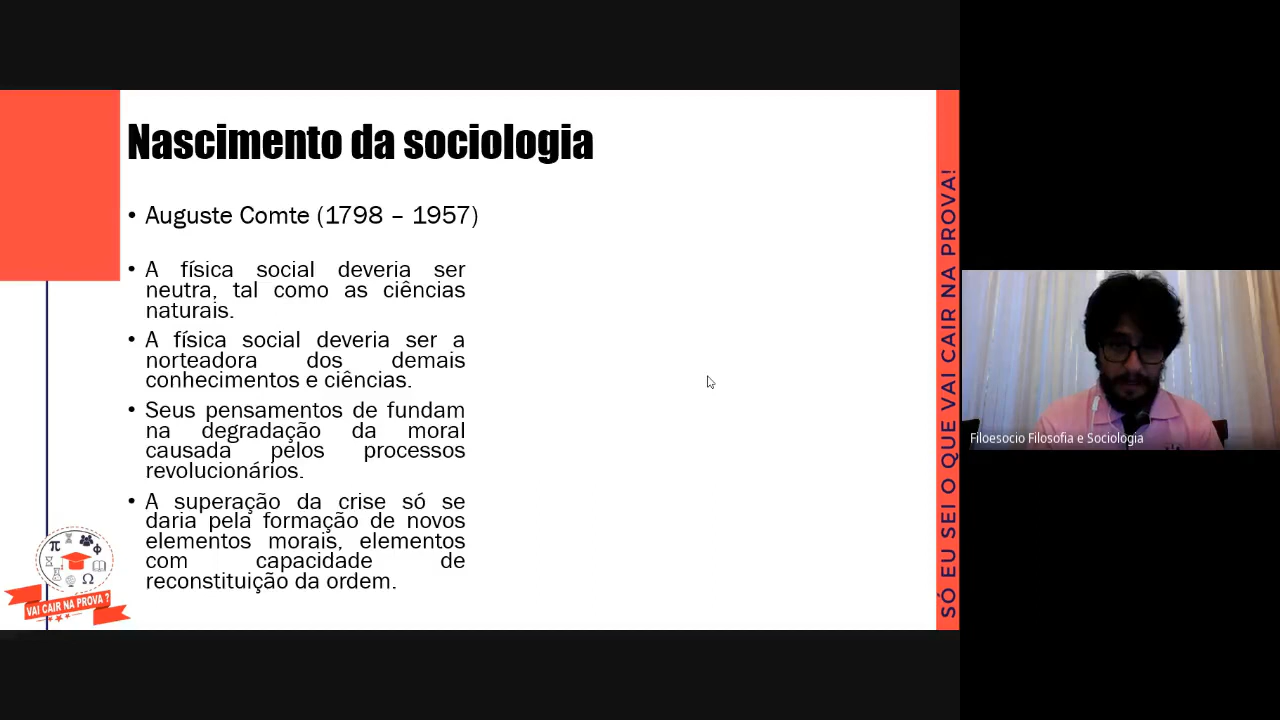 Nascimento da sociologia
• Auguste Comte (1798 – 1957)
• A física social deveria ser
neutra, tal como as ciências
naturais.
• A física social deveria ser a
norteadora dos demais
conhecimentos e ciências.
• Seus pensamentos de fundam
na degradação da moral
causada pelos processos
revolucionários.
• A superação da crise só se
daria pela formação de novos
elementos morais, elementos
com capacidade de
reconstituição da ordem.
π
Φ
Ω
VAI CAIR NA PROVA ?
SÓ EU SEI O QUE VAI CAIR NA PROVA!
Filoesocio Filosofia e Sociologia